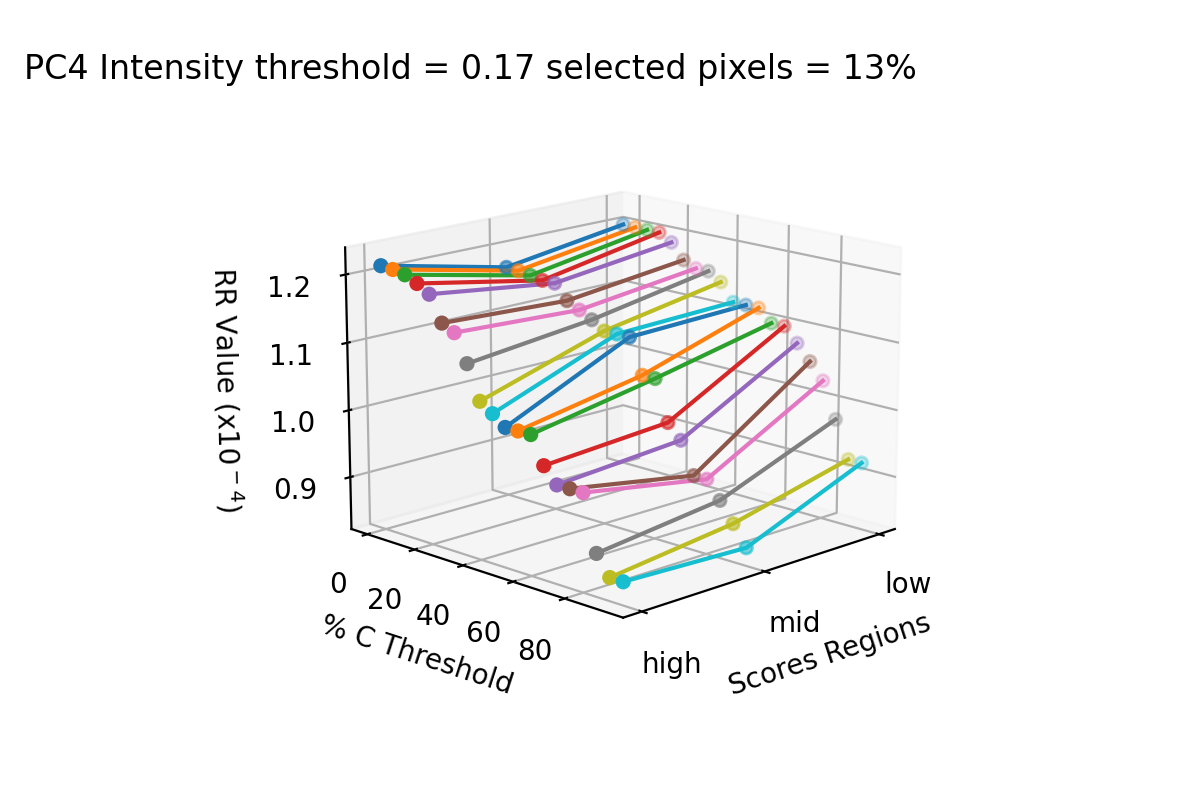 PC4 Intensity threshold = 0.17 selected pixels = 13%
RR Value (x10⁻⁴)
1.2
1.1
1.0
0.9
0
20
40
60
80
% C Threshold
high
mid
low
Scores Regions